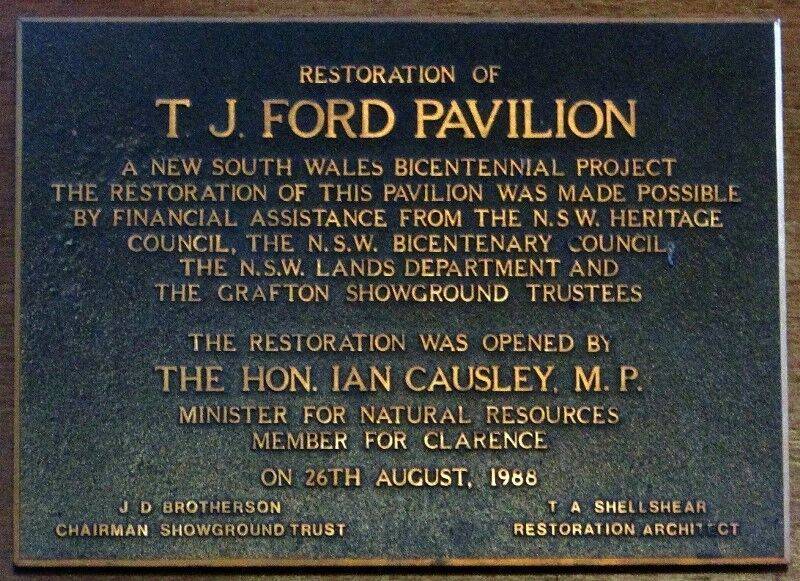 RESTORATION OF
T. J. FORD PAVILION
A NEW SOUTH WALES BICENTENNIAL PROJECT
THE RESTORATION OF THIS PAVILION WAS MADE POSSIBLE
BY FINANCIAL ASSISTANCE FROM THE N.S.W. HERITAGE
COUNCIL, THE N.S.W. BICENTENARY COUNCIL,
THE N.S.W. LANDS DEPARTMENT AND
THE GRAFTON SHOWGROUND TRUSTEES
THE RESTORATION WAS OPENED BY
THE HON. IAN CAUSLEY, M.P.
MINISTER FOR NATURAL RESOURCES
MEMBER FOR CLARENCE
ON 26TH AUGUST, 1988
J D BROTHERSON
CHAIRMAN SHOWGROUND TRUST
T A SHELLSHEAR
RESTORATION ARCHITECT